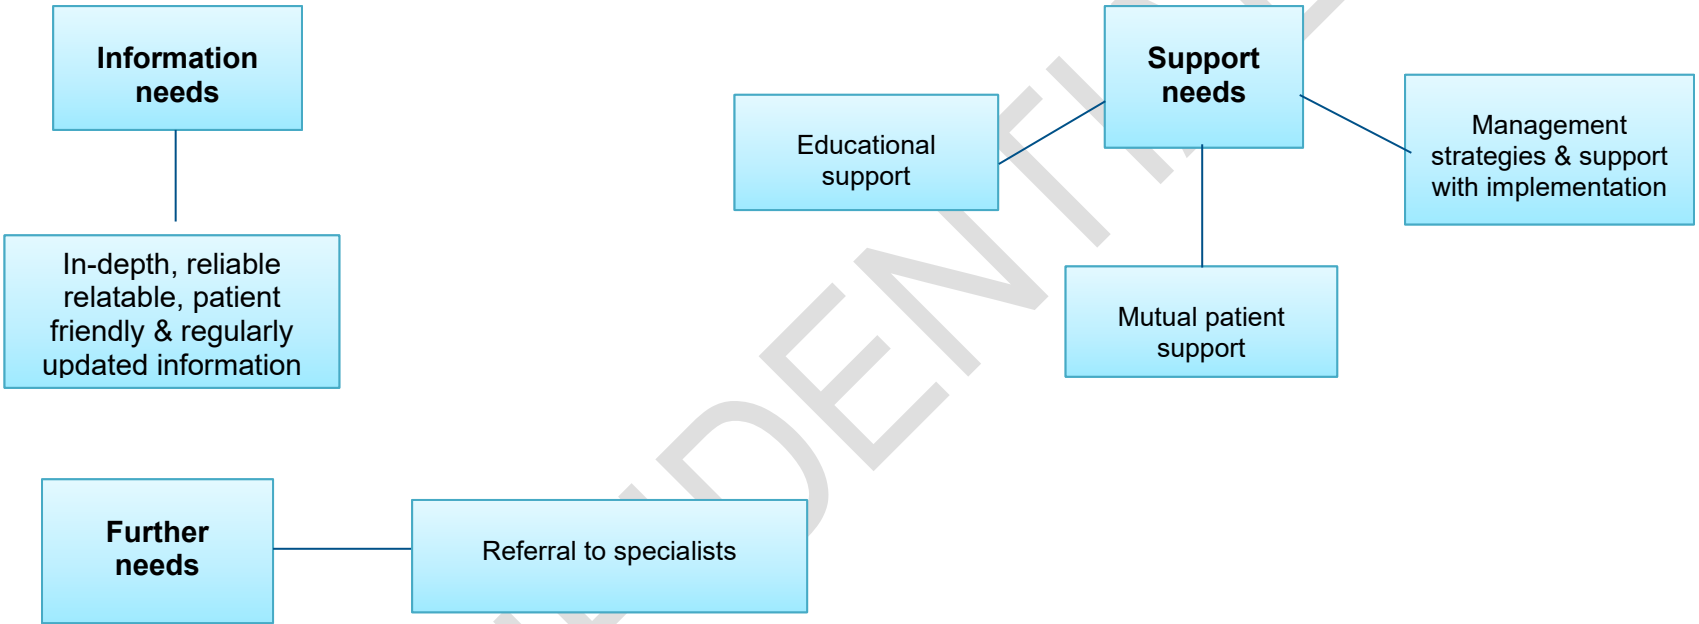 Information
needs
In-depth, reliable
relatable, patient
friendly & regularly
updated information
Support
needs
Educational
support
Mutual patient
support
Management
strategies & support
with implementation
Further
needs
Referral to specialists